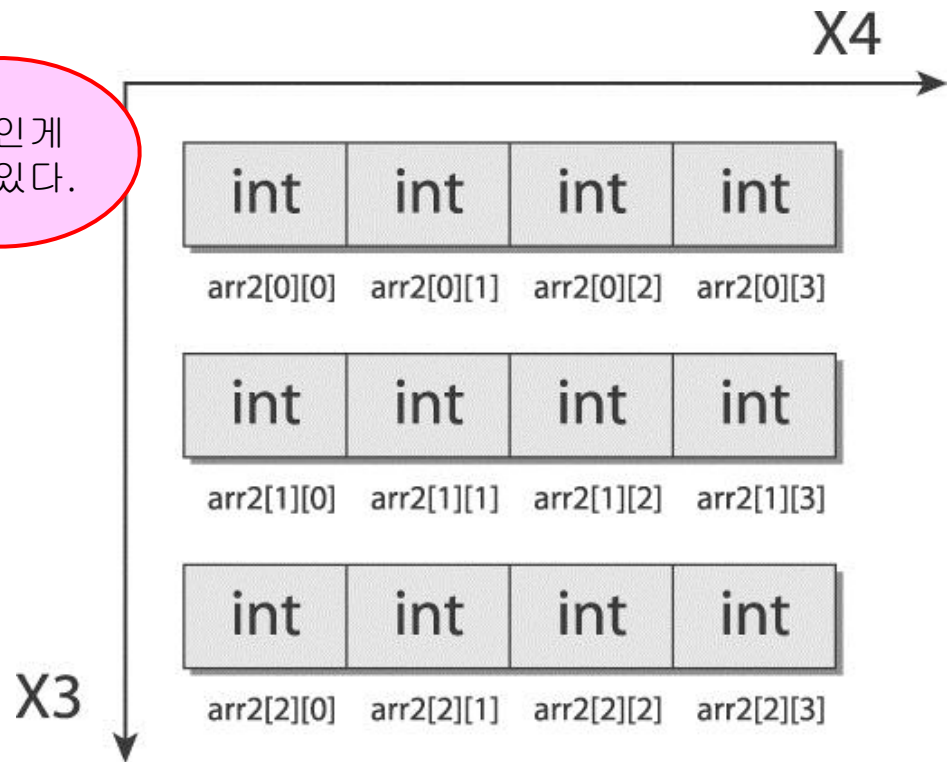 X4
인게
있다.
int int int int
arr2[0][0] arr2[0][1] arr2[0][2] arr2[0][3]
int int int int
arr2[1][0] arr2[1][1] arr2[1][2] arr2[1][3]
int int int int
X3
arr2[2][0] arr2[2][1] arr2[2][2] arr2[2][3]